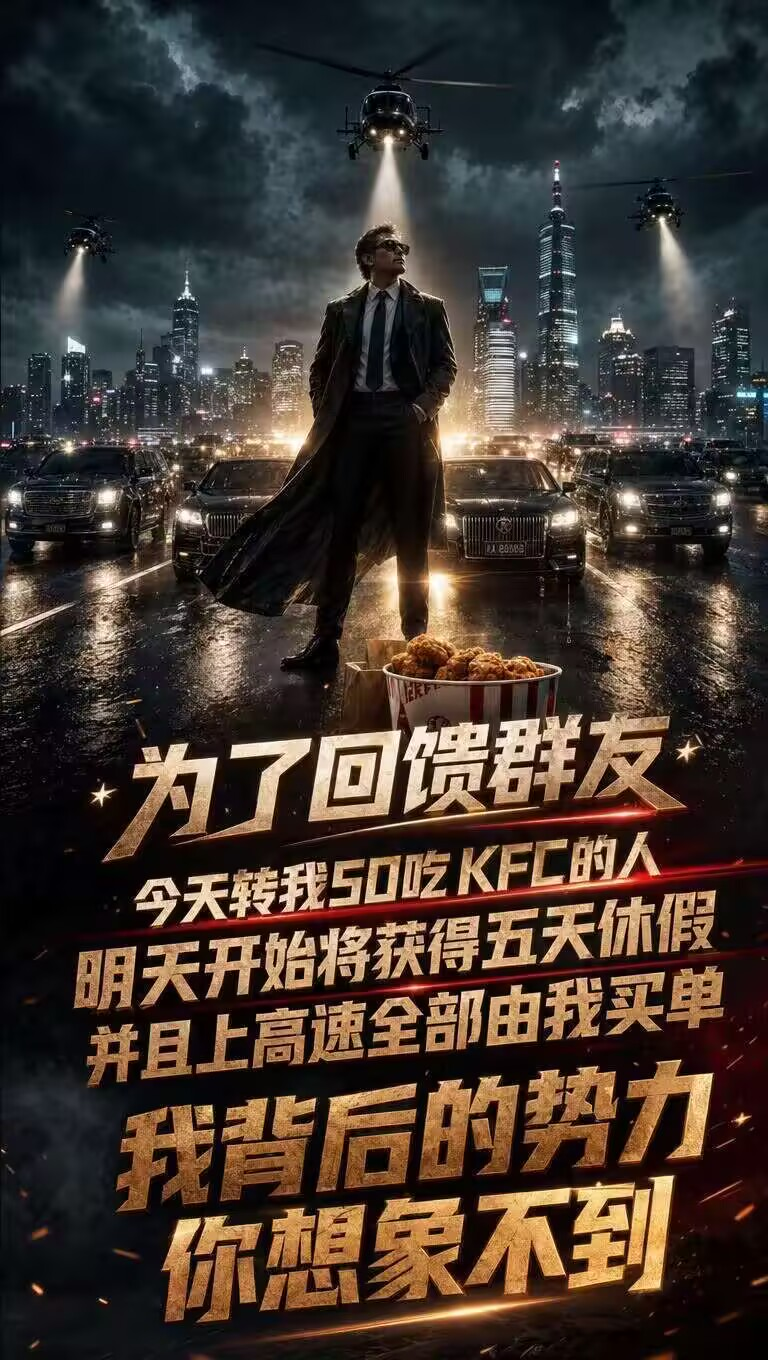 为了回馈群友
今天转我50吃KFC的人
明天开始将获得五天休假
并且上高速全部由我买单
我背后的势力
你想象不到